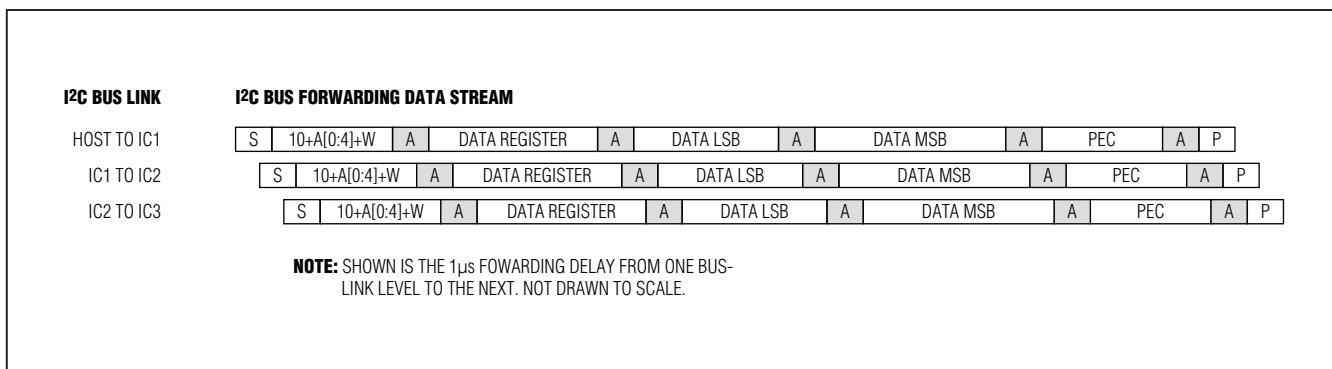 I2C BUS LINK I2C BUS FORWARDING DATA STREAM
HOST TO IC1 S 10+A[0:4]+W A DATA REGISTER A DATA LSB A DATA MSB A PEC A P
IC1 TO IC2 S 10+A[0:4]+W A DATA REGISTER A DATA LSB A DATA MSB A PEC A P
IC2 TO IC3 S 10+A[0:4]+W A DATA REGISTER A DATA LSB A DATA MSB A PEC A P
NOTE: SHOWN IS THE 1µs FOWARDING DELAY FROM ONE BUS-
LINK LEVEL TO THE NEXT. NOT DRAWN TO SCALE.